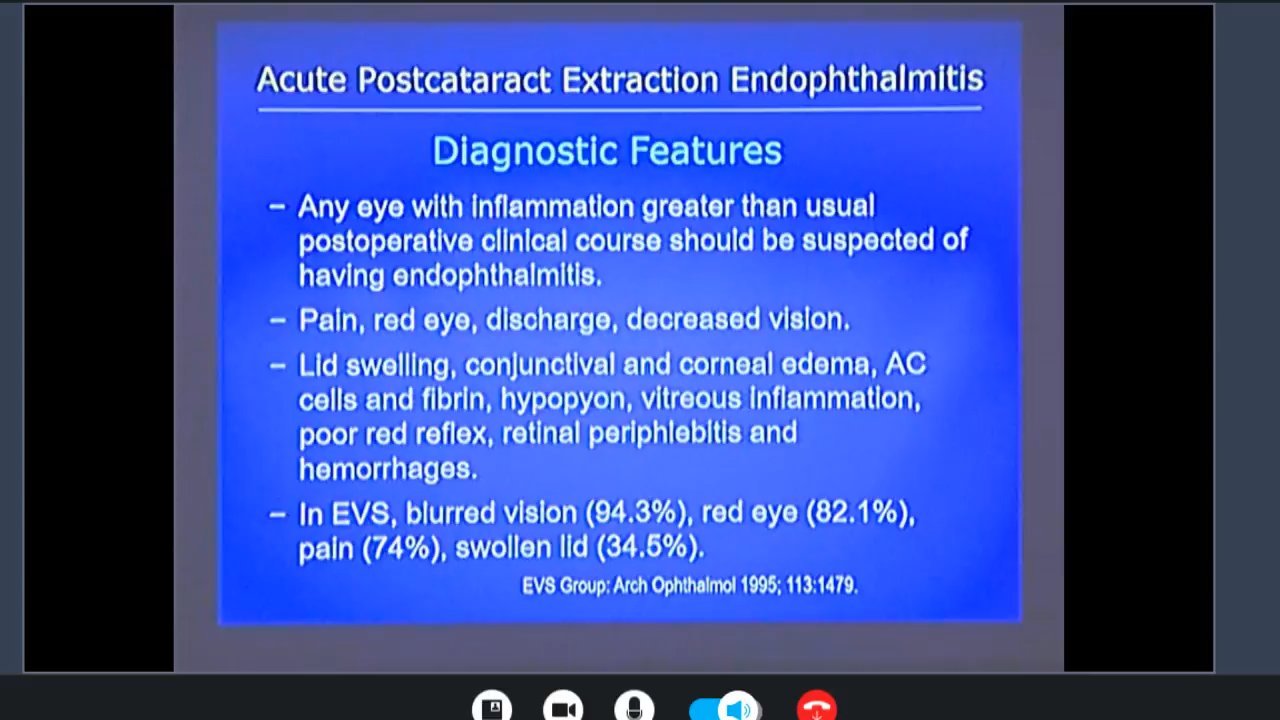 Acute Postcataract Extraction Endophthalmitis
Diagnostic Features
– Any eye with inflammation greater than usual
postoperative clinical course should be suspected of
having endophthalmitis.
– Pain, red eye, discharge, decreased vision.
– Lid swelling, conjunctival and corneal edema, AC
cells and fibrin, hypopyon, vitreous inflammation,
poor red reflex, retinal periphlebitis and
hemorrhages.
– In EVS, blurred vision (94.3%), red eye (82.1%),
pain (74%), swollen lid (34.5%).
EVS Group: Arch Ophthalmol 1995; 113:1479.